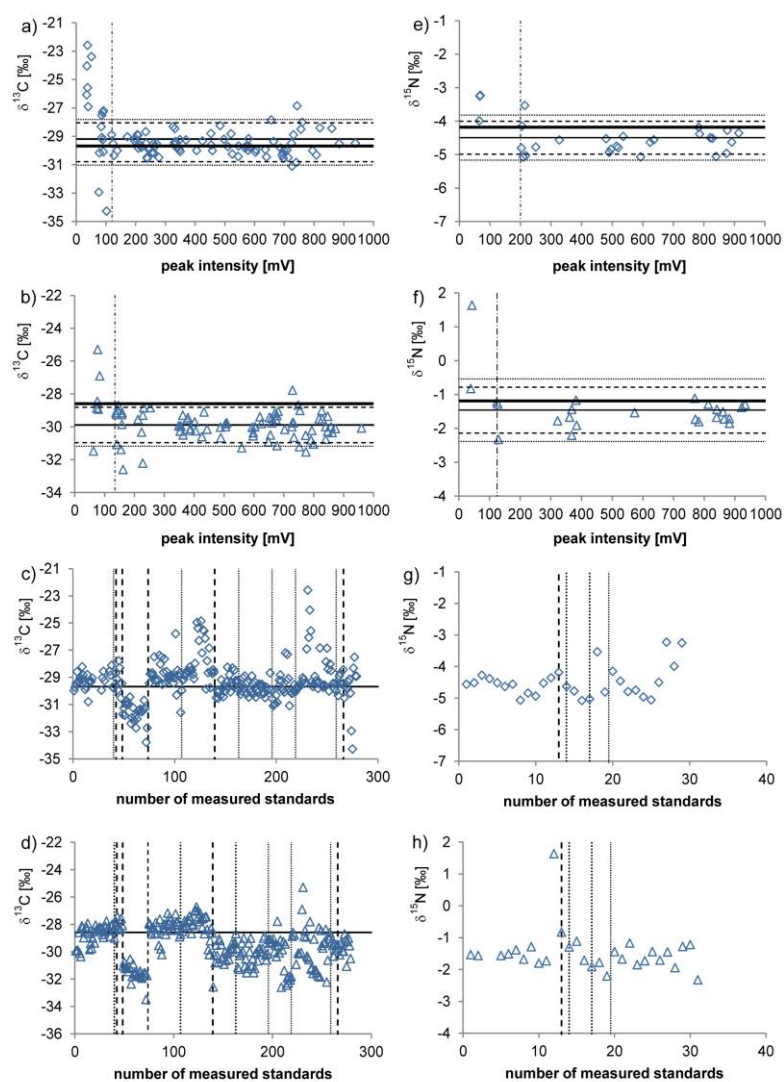 a)
δ13C [‰]
-21
-23
-25
-27
-29
-31
-33
-35
0 100 200 300 400 500 600 700 800 900 1000
peak intensity [mV]
e)
δ15N [‰]
-1
-2
-3
-4
-5
-6
-7
0 100 200 300 400 500 600 700 800 900 1000
peak intensity [mV]
b)
δ13C [‰]
-22
-24
-26
-28
-30
-32
-34
0 100 200 300 400 500 600 700 800 900 1000
peak intensity [mV]
f)
δ15N [‰]
2
1
0
-1
-2
-3
-4
0 100 200 300 400 500 600 700 800 900 1000
peak intensity [mV]
c)
δ13C [‰]
-21
-23
-25
-27
-29
-31
-33
-35
0 100 200 300
number of measured standards
g)
δ15N [‰]
-1
-2
-3
-4
-5
-6
-7
0 10 20 30 40
number of measured standards
d)
δ13C [‰]
-22
-24
-26
-28
-30
-32
-34
-36
0 100 200 300
number of measured standards
h)
δ15N [‰]
2
1
0
-1
-2
-3
-4
0 10 20 30 40
number of measured standards